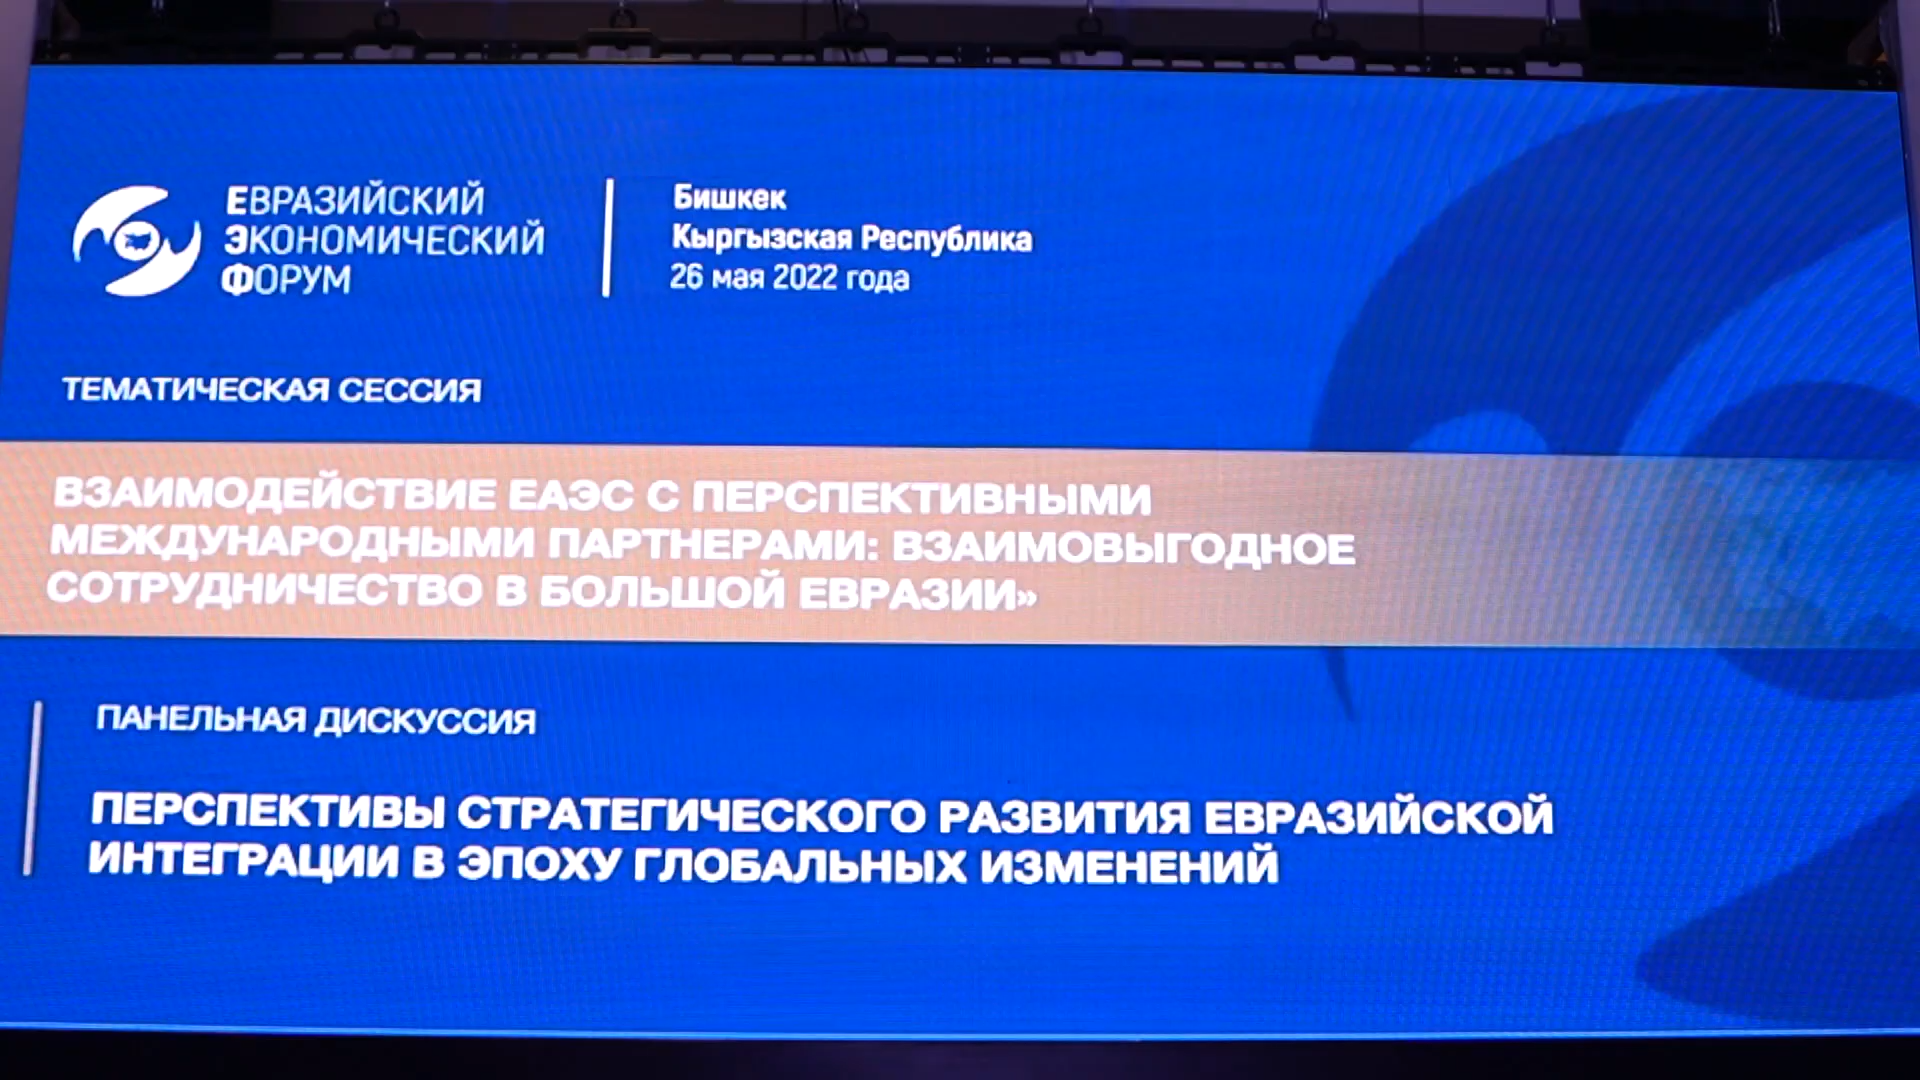 ЕВРАЗИЙСКИЙ
ЭКОНОМИЧЕСКИЙ
ФОРУМ
Бишкек
Кыргызская Республика
26 мая 2022 года
ТЕМАТИЧЕСКАЯ СЕССИЯ
ВЗАИМОДЕЙСТВИЕ ЕАЭС С ПЕРСПЕКТИВНЫМИ
МЕЖДУНАРОДНЫМИ ПАРТНЕРАМИ: ВЗАИМОВЫГОДНОЕ
СОТРУДНИЧЕСТВО В БОЛЬШОЙ ЕВРАЗИИ»
ПАНЕЛЬНАЯ ДИСКУССИЯ
ПЕРСПЕКТИВЫ СТРАТЕГИЧЕСКОГО РАЗВИТИЯ ЕВРАЗИЙСКОЙ
ИНТЕГРАЦИИ В ЭПОХУ ГЛОБАЛЬНЫХ ИЗМЕНЕНИЙ